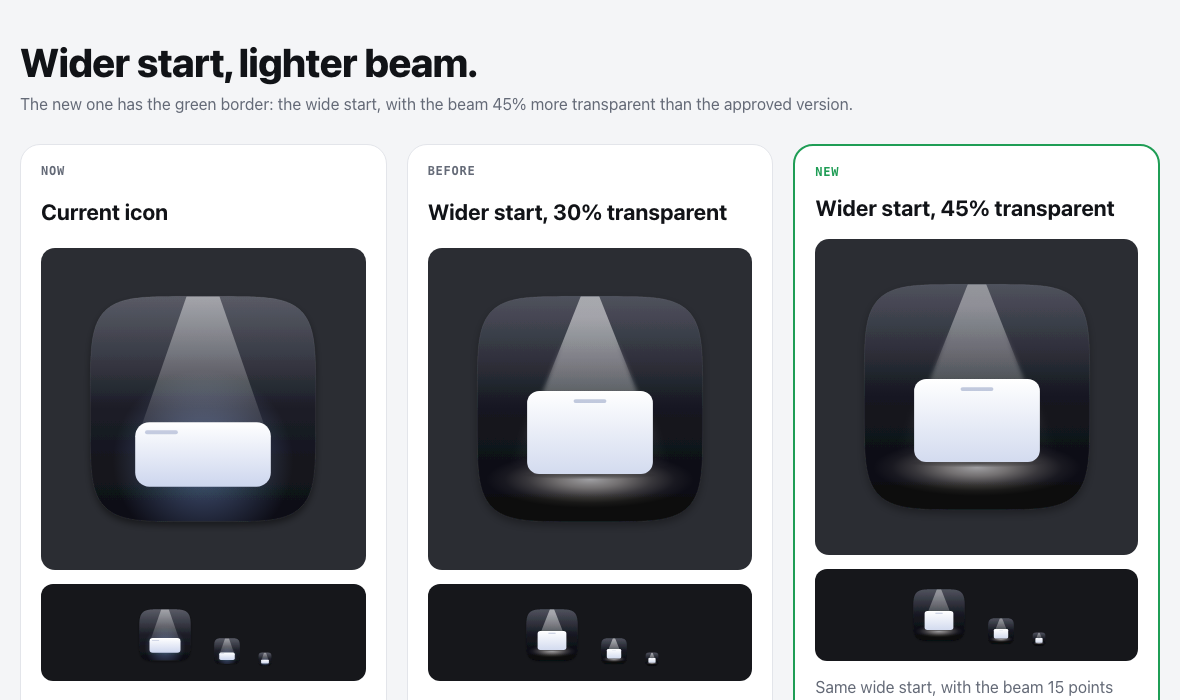 Wider start, lighter beam.
The new one has the green border: the wide start, with the beam 45% more transparent than the approved version.
NOW
Current icon
BEFORE
Wider start, 30% transparent
NEW
Wider start, 45% transparent
Same wide start, with the beam 15 points